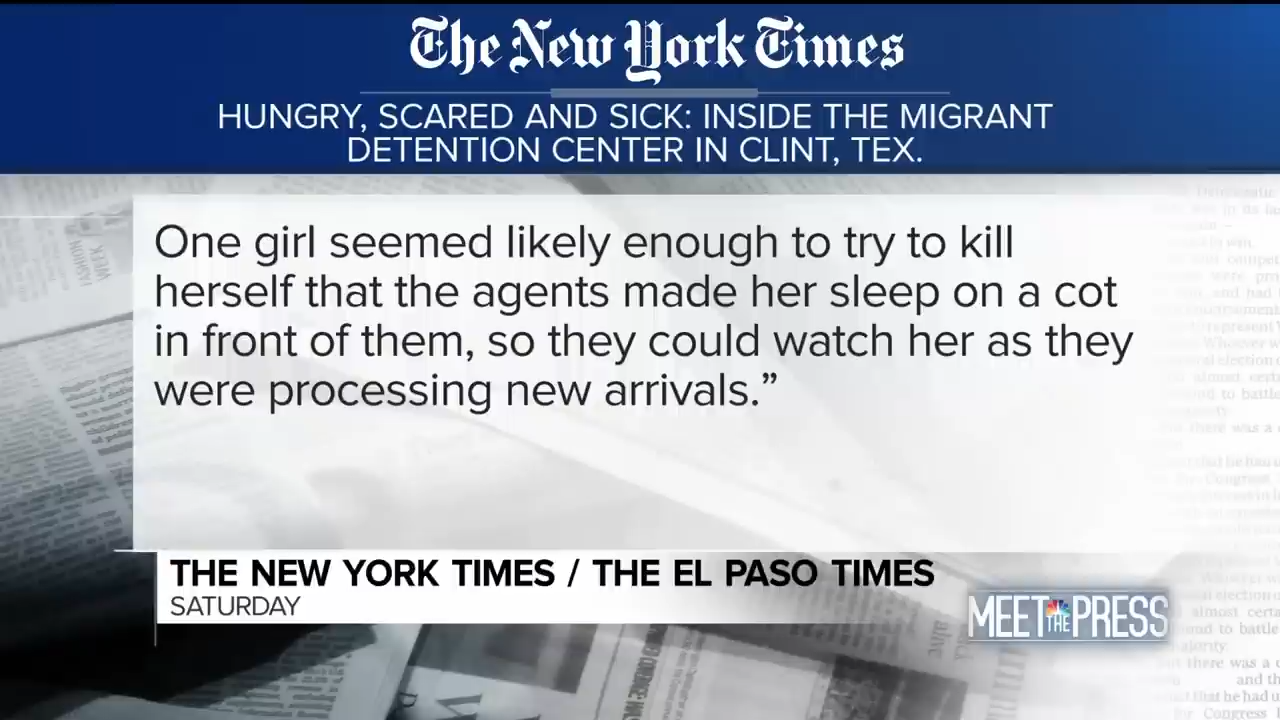 The New York Times
HUNGRY, SCARED AND SICK: INSIDE THE MIGRANT
DETENTION CENTER IN CLINT, TEX.
One girl seemed likely enough to try to kill
herself that the agents made her sleep on a cot
in front of them, so they could watch her as they
were processing new arrivals.”
THE NEW YORK TIMES / THE EL PASO TIMES
SATURDAY
MEET THE PRESS